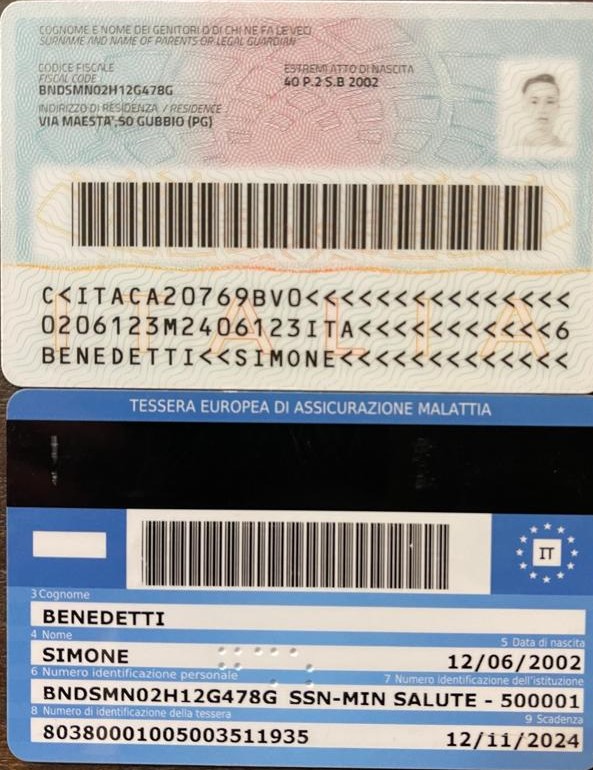 COGNOME E NOME DEI GENITORI O DI CHI NE FA LE VECI
SURNAME AND NAME OF PARENTS OR LEGAL GUARDIAN
CODICE FISCALE
FISCAL CODE
BNDSMN02H12G478G
ESTREMI ATTO DI NASCITA
40 P.2 S.B 2002
INDIRIZZO DI RESIDENZA / RESIDENCE
VIA MAESTA',50 GUBBIO (PG)
C<ITACA20769BV0<<<<<<<<<<<<<<<
0206123M2406123ITA<<<<<<<<<<<6
BENEDETTI<<SIMONE<<<<<<<<<<<<<
ITALIA
TESSERA EUROPEA DI ASSICURAZIONE MALATTIA
IT
3 Cognome
BENEDETTI
4 Nome
5 Data di nascita
SIMONE
12/06/2002
6 Numero identificazione personale
7 Numero identificazione dell'istituzione
BNDSMN02H12G478G SSN-MIN SALUTE - 500001
8 Numero di identificazione della tessera
9 Scadenza
80380001005003511935
12/11/2024